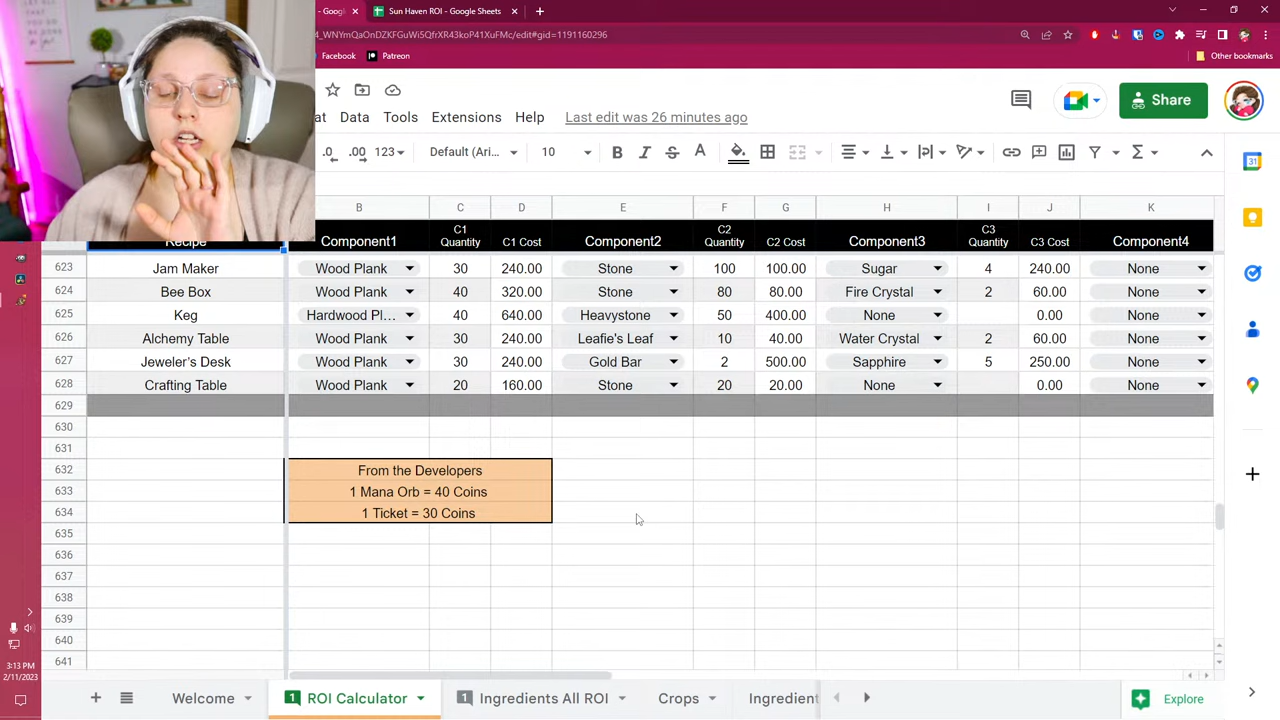 Googl
Sun Haven ROI - Google Sheets
_WNYmQaOnDZKFGuWi5QfrXR43koP41XuFMc/edit#gid=1191160296
Facebook
Patreon
Other bookmarks
at Data Tools Extensions Help Last edit was 26 minutes ago
Share
.0 .00 123 Default (Ari... 10 B I S A
B C D E F G H I J K
Recipe Component1 C1 Quantity C1 Cost Component2 C2 Quantity C2 Cost Component3 C3 Quantity C3 Cost Component4
623 Jam Maker Wood Plank 30 240.00 Stone 100 100.00 Sugar 4 240.00 None
624 Bee Box Wood Plank 40 320.00 Stone 80 80.00 Fire Crystal 2 60.00 None
625 Keg Hardwood Pl... 40 640.00 Heavystone 50 400.00 None 0.00 None
626 Alchemy Table Wood Plank 30 240.00 Leafie's Leaf 10 40.00 Water Crystal 2 60.00 None
627 Jeweler's Desk Wood Plank 30 240.00 Gold Bar 2 500.00 Sapphire 5 250.00 None
628 Crafting Table Wood Plank 20 160.00 Stone 20 20.00 None 0.00 None
629
630
631
632 From the Developers
633 1 Mana Orb = 40 Coins
634 1 Ticket = 30 Coins
635
636
637
638
639
640
641
3:13 PM
2/11/2023
Welcome 1 ROI Calculator 1 Ingredients All ROI Crops Ingredient Explore